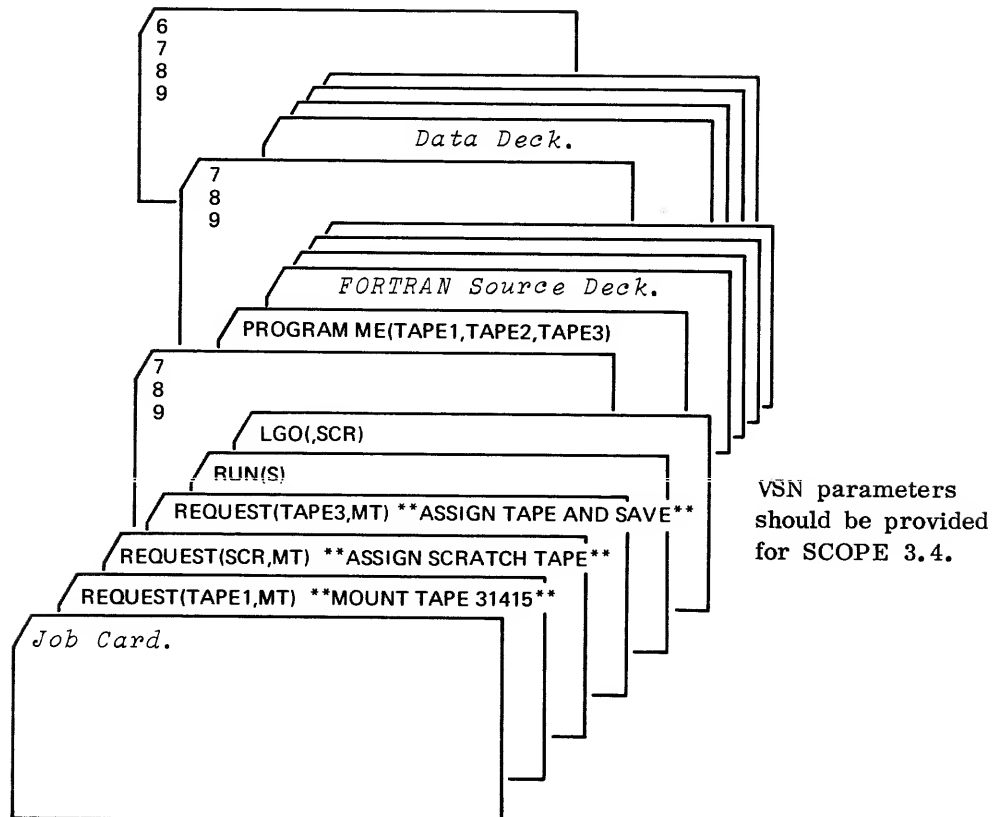 6
7
8
9
Data Deck.
7
8
9
FORTRAN Source Deck.
PROGRAM ME(TAPE1,TAPE2,TAPE3)
7
8
9
LGO(,SCR)
RUN(S)
REQUEST(TAPE3,MT) **ASSIGN TAPE AND SAVE**
REQUEST(SCR,MT) **ASSIGN SCRATCH TAPE**
REQUEST(TAPE1,MT) **MOUNT TAPE 31415**
Job Card.
VSN parameters
should be provided
for SCOPE 3.4.